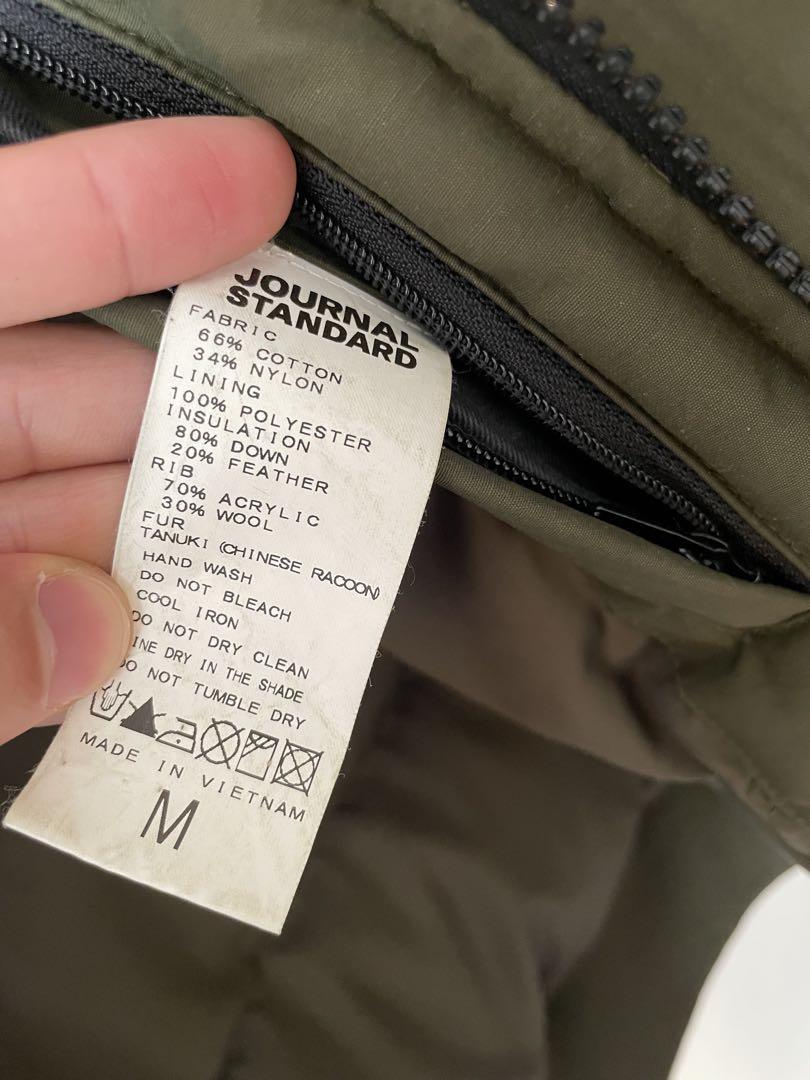 JOURNAL
STANDARD
FABRIC
66% COTTON
34% NYLON
LINING
100% POLYESTER
INSULATION
80% DOWN
20% FEATHER
RIB
70% ACRYLIC
30% WOOL
FUR
TANUKI (CHINESE RACOON)
HAND WASH
DO NOT BLEACH
COOL IRON
DO NOT DRY CLEAN
INE DRY IN THE SHADE
DO NOT TUMBLE DRY
MADE IN VIETNAM
M